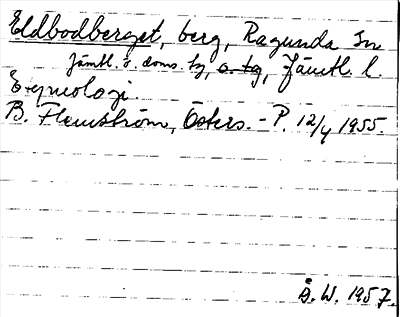 Eldbodberget, berg, Ragunda sn
Jämtl. ö. doms. tg, o. tg, Jämtl. l.
Etymologi.
B. Flemström, Östers. - P. 12/4 1955.
Å. W. 1957.